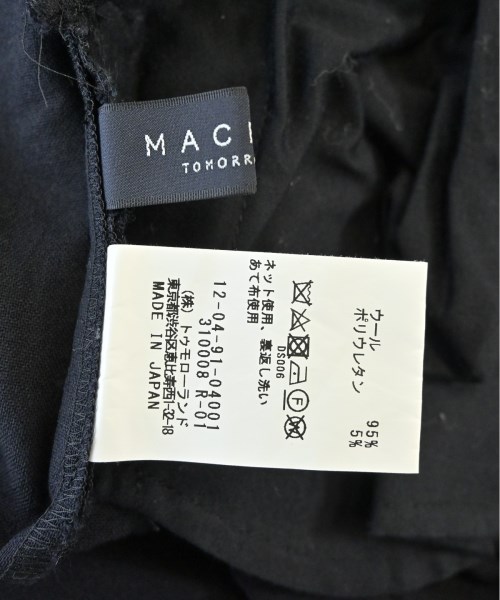 MAC
TOMORR
ウール 95%
ポリウレタン 5%
F
DS006
ネット使用、裏返し洗い
あて布使用
12-04-91-04001
310008 R-01
(株) トゥモローランド
東京都渋谷区恵比寿西1-32-18
MADE IN JAPAN